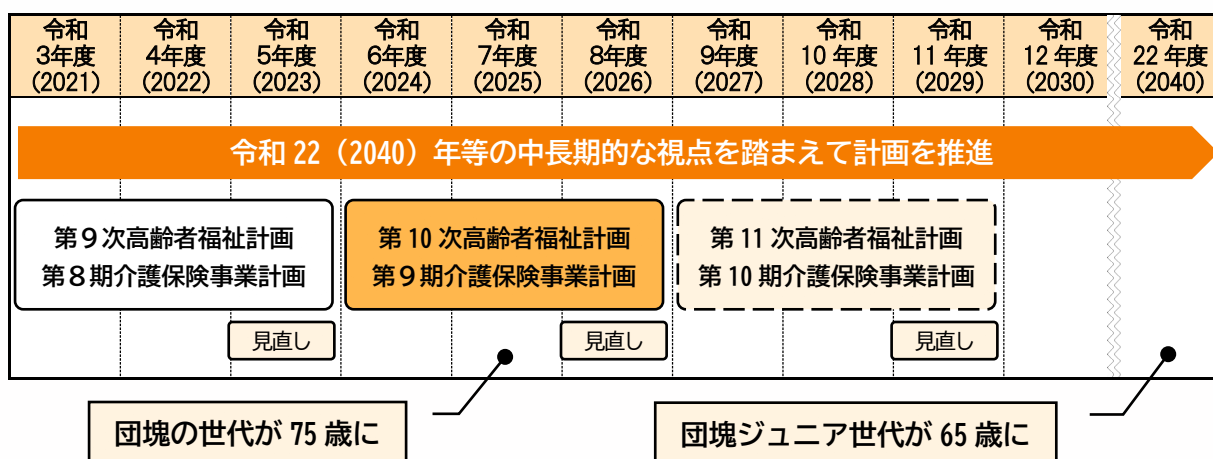 令和
3年度
(2021)
令和
4年度
(2022)
令和
5年度
(2023)
令和
6年度
(2024)
令和
7年度
(2025)
令和
8年度
(2026)
令和
9年度
(2027)
令和
10 年度
(2028)
令和
11 年度
(2029)
令和
12 年度
(2030)
令和
22 年度
(2040)
令和 22（2040）年等の中長期的な視点を踏まえて計画を推進
第９次高齢者福祉計画
第８期介護保険事業計画
第 10 次高齢者福祉計画
第９期介護保険事業計画
第 11 次高齢者福祉計画
第 10 期介護保険事業計画
見直し
見直し
見直し
団塊の世代が 75 歳に
団塊ジュニア世代が 65 歳に